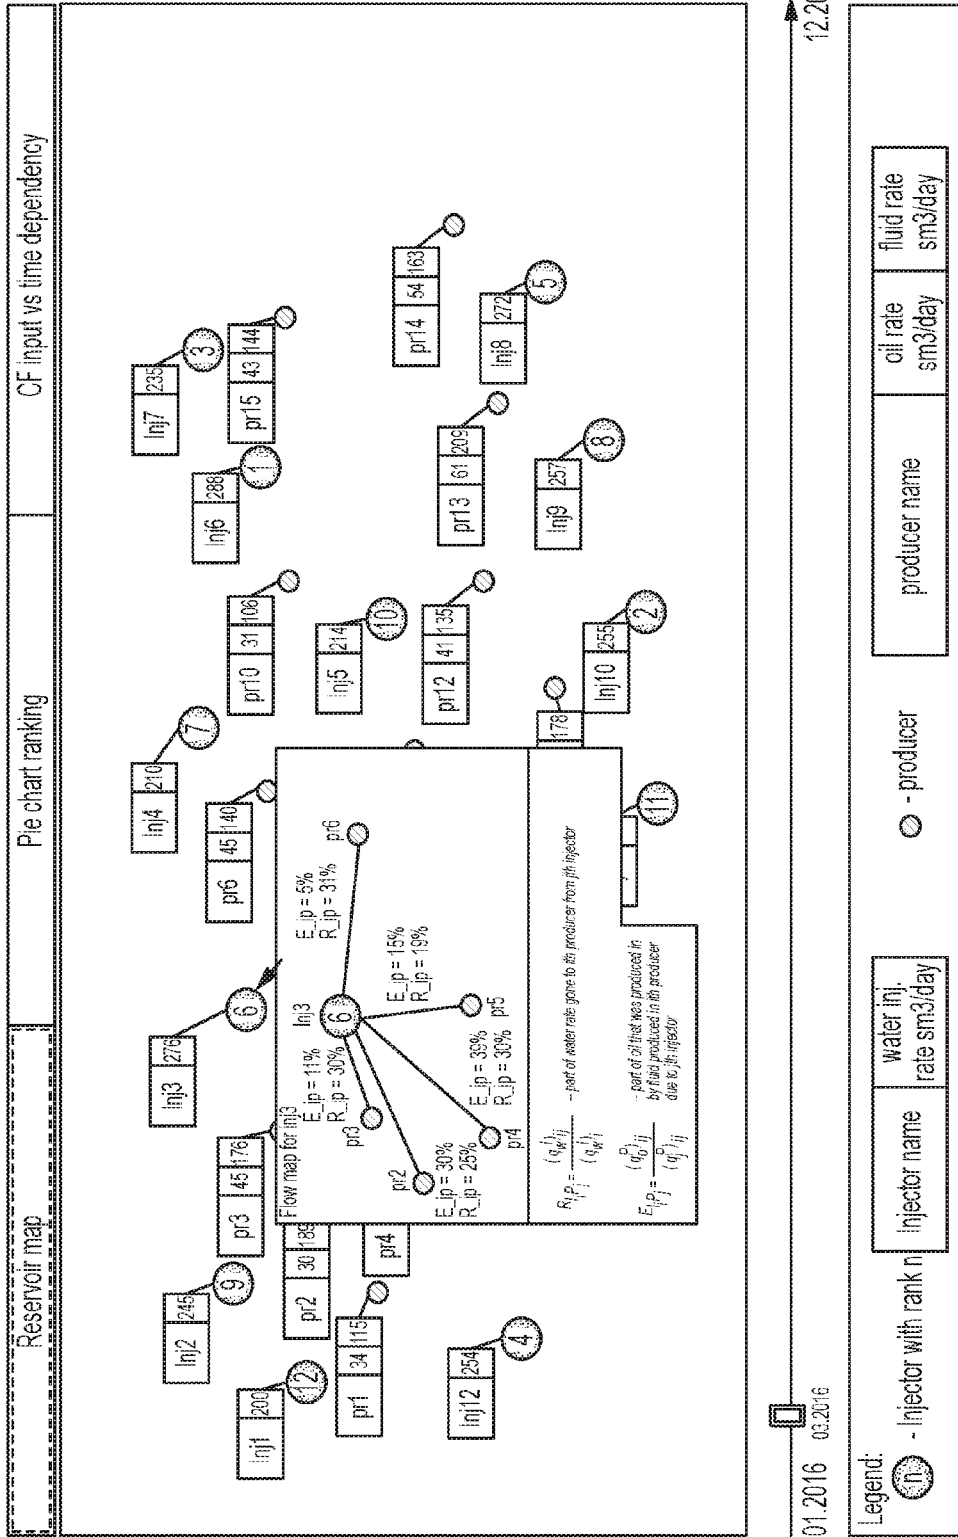 Reservoir map
Pie chart ranking
CF input vs time dependency
Inj1 200
12
Inj2 245
9
pr1 34 115
Inj12 254
4
pr2 30 189
pr3 45 176
pr4
Inj3 276
6
pr6 45 140
Inj4 210
7
pr10 31 106
Inj5 214
10
pr12 41 135
178
Inj10 255
2
11
Inj6 288
1
Inj7 235
3
pr15 43 144
pr13 61 209
Inj9 257
8
pr14 54 163
Inj8 272
5
Flow map for inj3
Inj3
6
E_ip = 11%
R_ip = 30%
pr3
E_ip = 5%
R_ip = 31%
pr6
E_ip = 15%
R_ip = 19%
pr5
E_ip = 39%
R_ip = 30%
pr4
pr2
E_ip = 30%
R_ip = 25%
- part of water rate gone to ith producer from jth injector
- part of oil that was produced in
by fluid produced in ith producer
due to jth injector
01.2016
03.2016
Legend:
n - Injector with rank n
Injector name
water inj.
rate sm3/day
- producer
producer name
oil rate
sm3/day
fluid rate
sm3/day